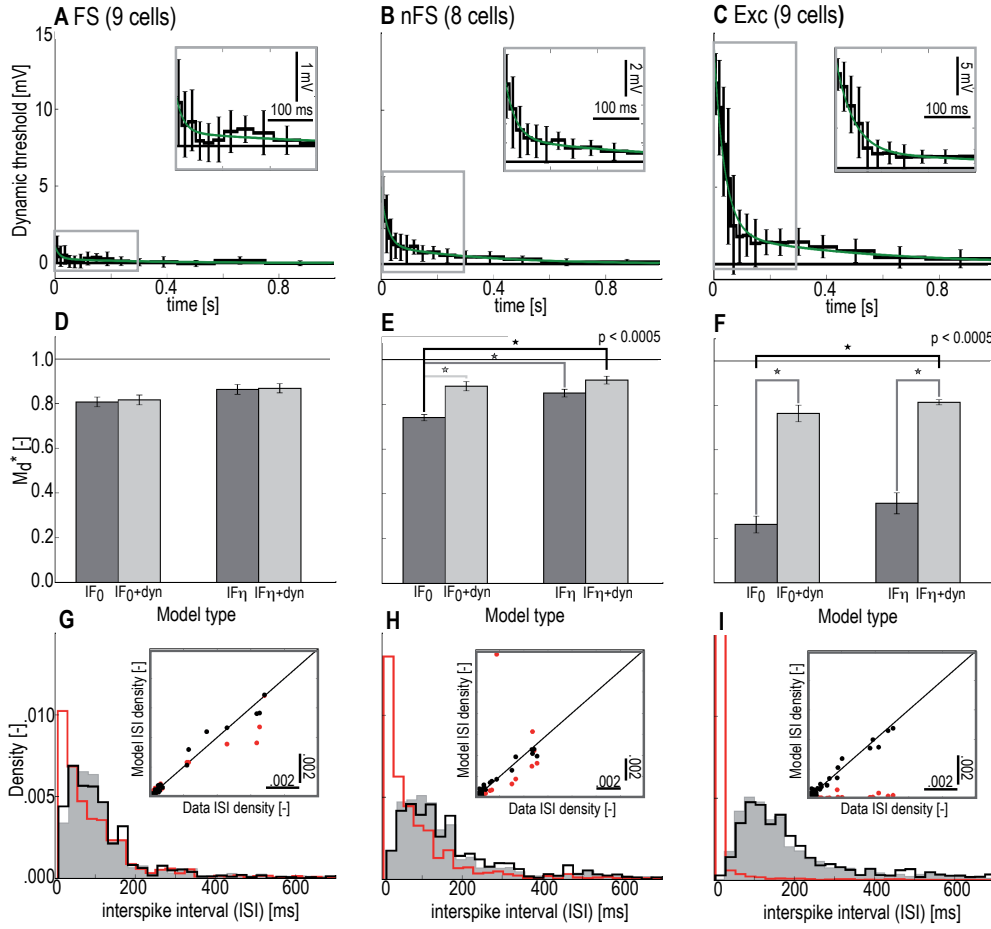 A FS (9 cells)
B nFS (8 cells)
C Exc (9 cells)
Dynamic threshold [mV]
15
10
5
0
1 mV
100 ms
2 mV
100 ms
5 mV
100 ms
0 0.4 0.8
time [s]
0 0.4 0.8
time [s]
0 0.4 0.8
time [s]
D
E
p < 0.0005
F
p < 0.0005
Md* [-]
1.0
0.8
0.6
0.4
0.2
0.0
IF0 IF0+dyn IFη IFη+dyn
Model type
IF0 IF0+dyn IFη IFη+dyn
Model type
IF0 IF0+dyn IFη IFη+dyn
Model type
G
H
I
Density [-]
0.010
0.005
.000
Model ISI density [-]
Data ISI density [-]
.002
.002
Model ISI density [-]
Data ISI density [-]
.002
.002
Model ISI density [-]
Data ISI density [-]
.002
.002
0 200 400 600
interspike interval (ISI) [ms]
0 200 400 600
interspike interval (ISI) [ms]
0 200 400 600
interspike interval (ISI) [ms]